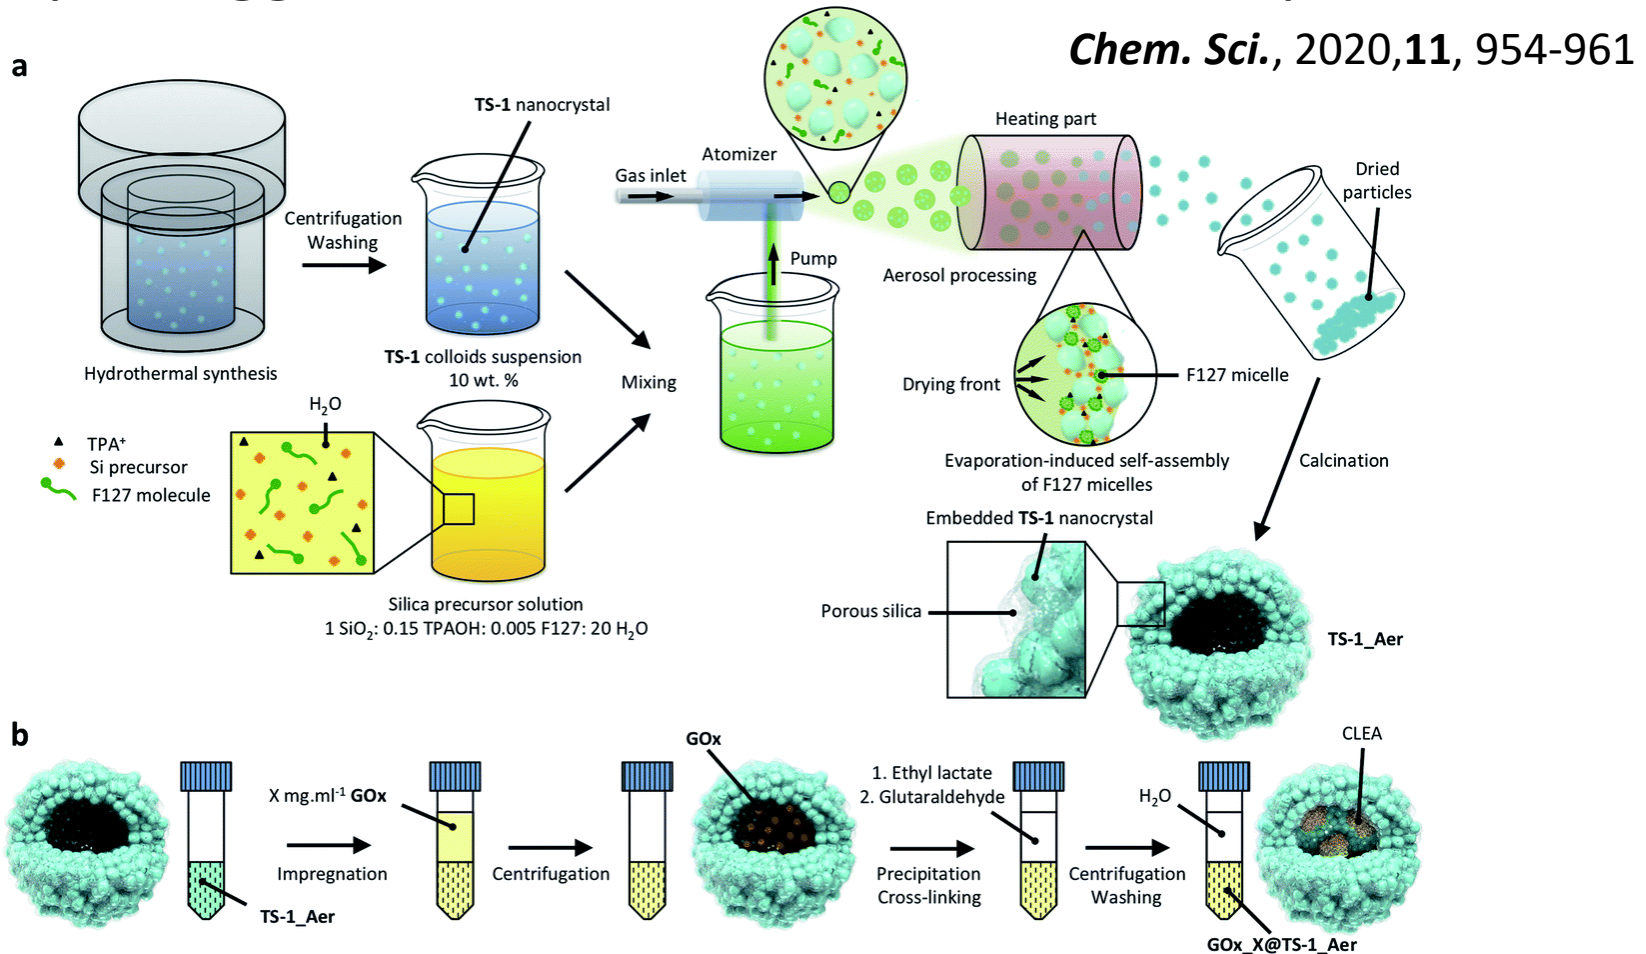 Chem. Sci., 2020,11, 954-961
a
TS-1 nanocrystal
Centrifugation
Washing
Hydrothermal synthesis
TS-1 colloids suspension
10 wt. %
H₂O
TPA⁺
Si precursor
F127 molecule
Silica precursor solution
1 SiO₂: 0.15 TPAOH: 0.005 F127: 20 H₂O
Mixing
Gas inlet
Atomizer
Pump
Heating part
Aerosol processing
Dried
particles
Drying front
F127 micelle
Evaporation-induced self-assembly
of F127 micelles
Calcination
Embedded TS-1 nanocrystal
Porous silica
TS-1_Aer
b
TS-1_Aer
X mg.ml⁻¹ GOx
Impregnation
Centrifugation
GOx
1. Ethyl lactate
2. Glutaraldehyde
Precipitation
Cross-linking
Centrifugation
Washing
H₂O
CLEA
GOx_X@TS-1_Aer